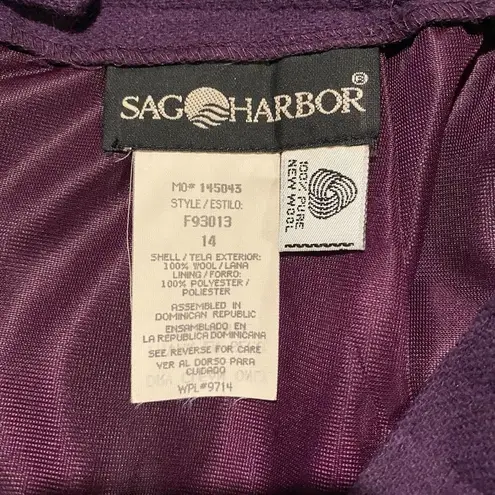 SAG HARBOR®
100% PURE
NEW WOOL
MO# 145043
STYLE/ESTILO:
F93013
14
SHELL/TELA EXTERIOR:
100% WOOL/LANA
LINING/FORRO:
100% POLYESTER/
POLIESTER
ASSEMBLED IN
DOMINICAN REPUBLIC
ENSAMBLADO EN
LA REPUBLICA DOMINICANA
SEE REVERSE FOR CARE
VER AL DORSO PARA
CUIDADO
WPL#9714